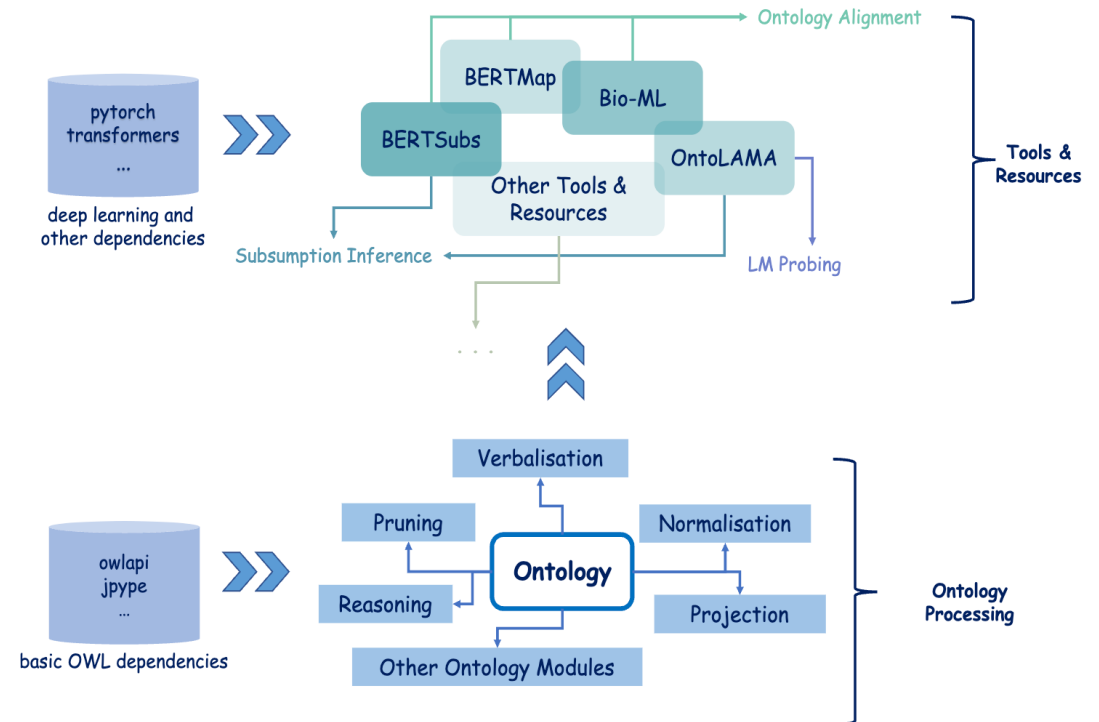 Ontology Alignment
BERTMap
Bio-ML
pytorch
transformers
...
BERTSubs
OntoLAMA
Tools &
Resources
Other Tools &
Resources
deep learning and
other dependencies
Subsumption Inference
LM Probing
. . .
Verbalisation
Pruning
Normalisation
owlapi
jpype
...
Ontology
Reasoning
Projection
Ontology
Processing
basic OWL dependencies
Other Ontology Modules